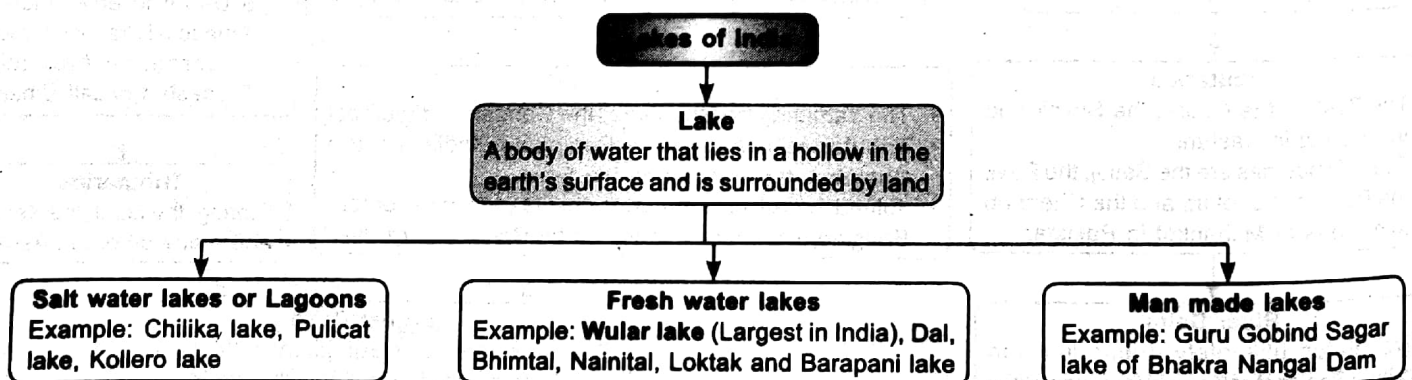 Lakes of India
Lake
A body of water that lies in a hollow in the
earth's surface and is surrounded by land
Salt water lakes or Lagoons
Example: Chilika lake, Pulicat
lake, Kollero lake
Fresh water lakes
Example: Wular lake (Largest in India), Dal,
Bhimtal, Nainital, Loktak and Barapani lake
Man made lakes
Example: Guru Gobind Sagar
lake of Bhakra Nangal Dam